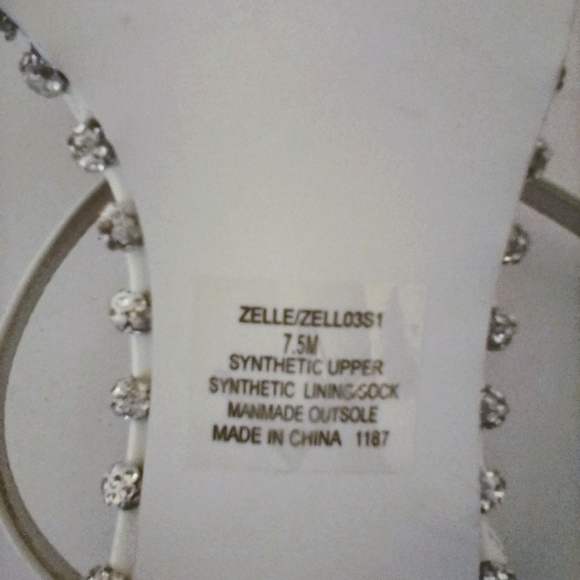 ZELLE/ZELL03S1
7.5M
SYNTHETIC UPPER
SYNTHETIC LINING/SOCK
MANMADE OUTSOLE
MADE IN CHINA 1187